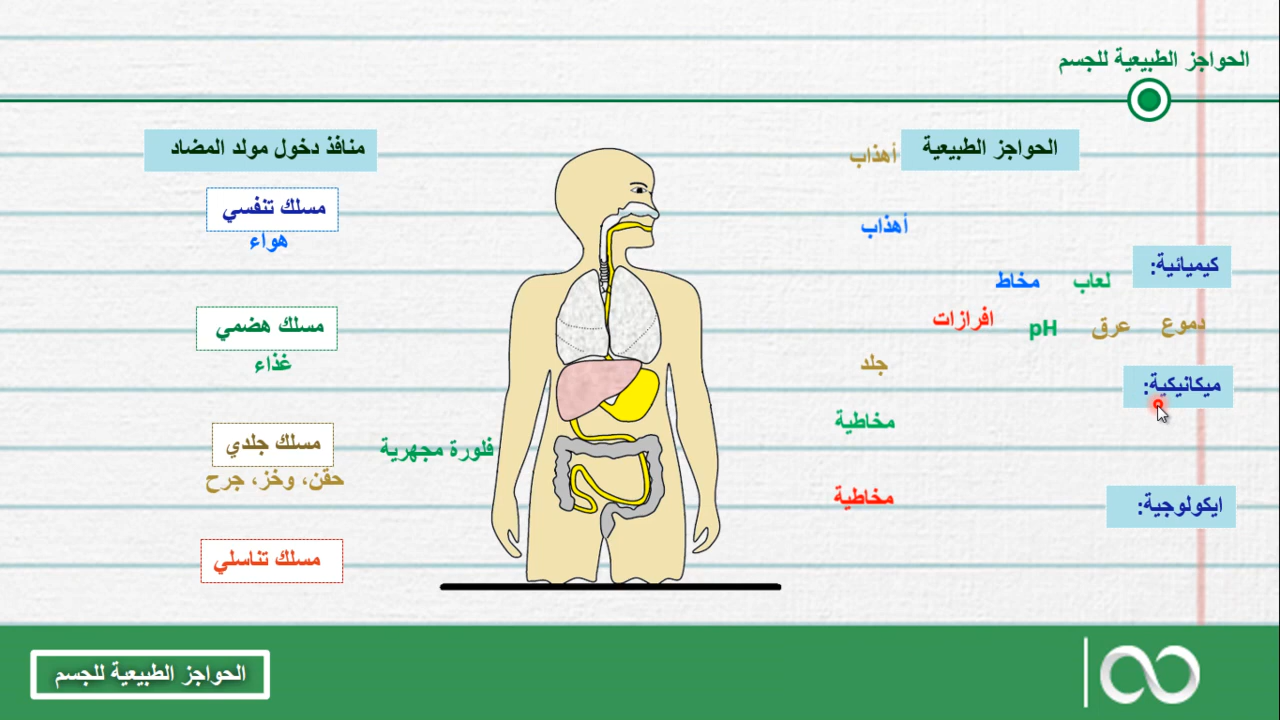 الحواجز الطبيعية للجسم
الحواجز الطبيعية
أهذاب
منافذ دخول مولد المضاد
أهذاب
مسلك تنفسي
هواء
كيميائية:
لعاب مخاط
دموع عرق pH افرازات
مسلك هضمي
غذاء
جلد
ميكانيكية:
مخاطية
فلورة مجهرية
مسلك جلدي
حقن، وخز، جرح
مخاطية
ايكولوجية:
مسلك تناسلي
الحواجز الطبيعية للجسم